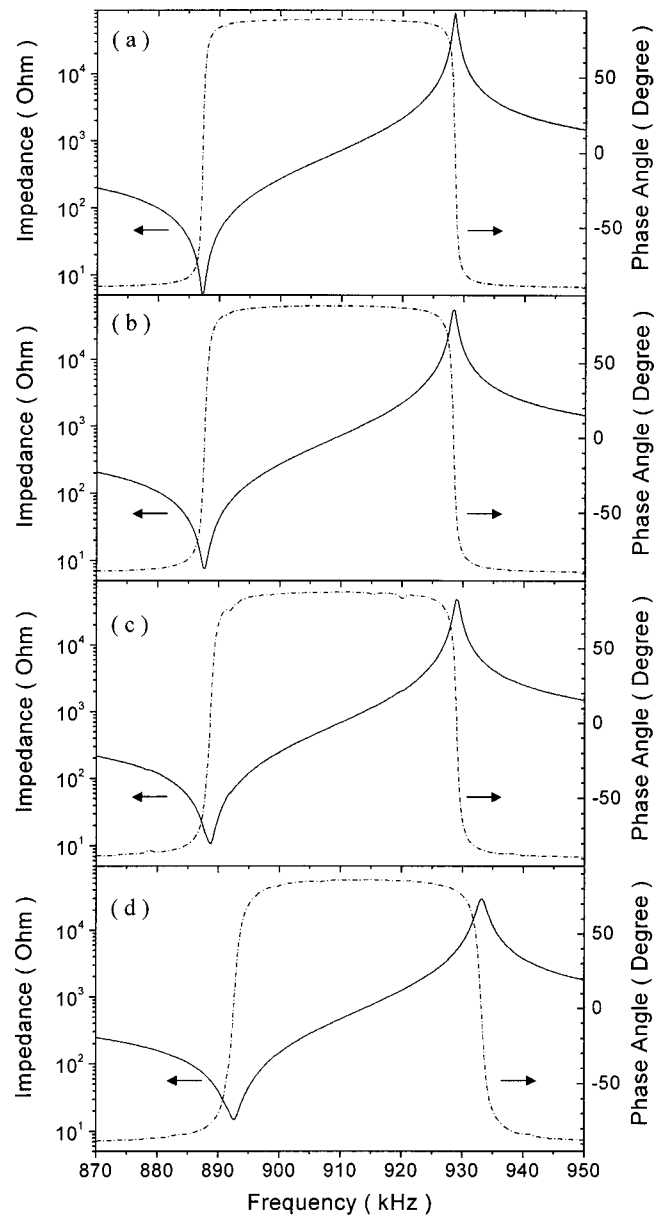 ( a )
Impedance ( Ohm )
10^4
10^3
10^2
10^1
50
0
-50
Phase Angle ( Degree )
( b )
Impedance ( Ohm )
10^4
10^3
10^2
10^1
50
0
-50
Phase Angle ( Degree )
( c )
Impedance ( Ohm )
10^4
10^3
10^2
10^1
50
0
-50
Phase Angle ( Degree )
( d )
Impedance ( Ohm )
10^4
10^3
10^2
10^1
50
0
-50
Phase Angle ( Degree )
870 880 890 900 910 920 930 940 950
Frequency ( kHz )